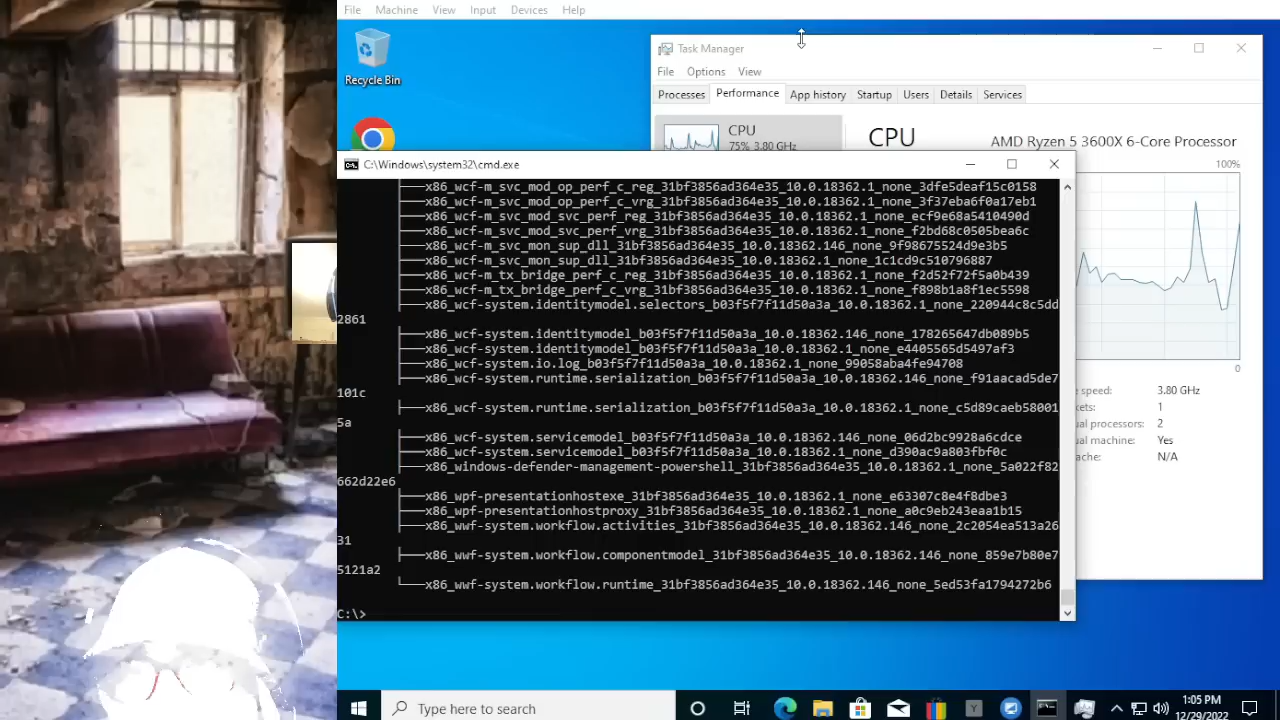 File Machine View Input Devices Help
Recycle Bin
Task Manager
File Options View
Processes Performance App history Startup Users Details Services
CPU
75% 3.80 GHz
CPU
AMD Ryzen 5 3600X 6-Core Processor
100%
C:\Windows\system32\cmd.exe
├──x86_wcf-m_svc_mod_op_perf_c_reg_31bf3856ad364e35_10.0.18362.1_none_3dfe5deaf15c0158
├──x86_wcf-m_svc_mod_op_perf_c_vrg_31bf3856ad364e35_10.0.18362.1_none_3f37eba6f0a17eb1
├──x86_wcf-m_svc_mod_svc_perf_reg_31bf3856ad364e35_10.0.18362.1_none_ecf9e68a5410490d
├──x86_wcf-m_svc_mod_svc_perf_vrg_31bf3856ad364e35_10.0.18362.1_none_f2bd68c0505bea6c
├──x86_wcf-m_svc_mon_sup_dll_31bf3856ad364e35_10.0.18362.146_none_9f98675524d9e3b5
├──x86_wcf-m_svc_mon_sup_dll_31bf3856ad364e35_10.0.18362.1_none_1c1cd9c510796887
├──x86_wcf-m_tx_bridge_perf_c_reg_31bf3856ad364e35_10.0.18362.1_none_f2d52f72f5a0b439
├──x86_wcf-m_tx_bridge_perf_c_vrg_31bf3856ad364e35_10.0.18362.1_none_f898b1a8f1ec5598
├──x86_wcf-system.identitymodel.selectors_b03f5f7f11d50a3a_10.0.18362.1_none_220944c8c5dd
2861
├──x86_wcf-system.identitymodel_b03f5f7f11d50a3a_10.0.18362.146_none_178265647db089b5
├──x86_wcf-system.identitymodel_b03f5f7f11d50a3a_10.0.18362.1_none_e4405565d5497af3
├──x86_wcf-system.io.log_b03f5f7f11d50a3a_10.0.18362.1_none_99058aba4fe94708
├──x86_wcf-system.runtime.serialization_b03f5f7f11d50a3a_10.0.18362.146_none_f91aacad5de7
101c
├──x86_wcf-system.runtime.serialization_b03f5f7f11d50a3a_10.0.18362.1_none_c5d89caeb58001
5a
├──x86_wcf-system.servicemodel_b03f5f7f11d50a3a_10.0.18362.146_none_06d2bc9928a6cdce
├──x86_wcf-system.servicemodel_b03f5f7f11d50a3a_10.0.18362.1_none_d390ac9a803fbf0c
├──x86_windows-defender-management-powershell_31bf3856ad364e35_10.0.18362.1_none_5a022f82
662d22e6
├──x86_wpf-presentationhostexe_31bf3856ad364e35_10.0.18362.1_none_e63307c8e4f8dbe3
├──x86_wpf-presentationhostproxy_31bf3856ad364e35_10.0.18362.1_none_a0c9eb243eaa1b15
├──x86_wwf-system.workflow.activities_31bf3856ad364e35_10.0.18362.146_none_2c2054ea513a26
31
├──x86_wwf-system.workflow.componentmodel_31bf3856ad364e35_10.0.18362.146_none_859e7b80e7
5121a2
└──x86_wwf-system.workflow.runtime_31bf3856ad364e35_10.0.18362.146_none_5ed53fa1794272b6
C:\>
0
e speed: 3.80 GHz
kets: 1
ual processors: 2
ual machine: Yes
ache: N/A
Type here to search
1:05 PM
12/29/2022